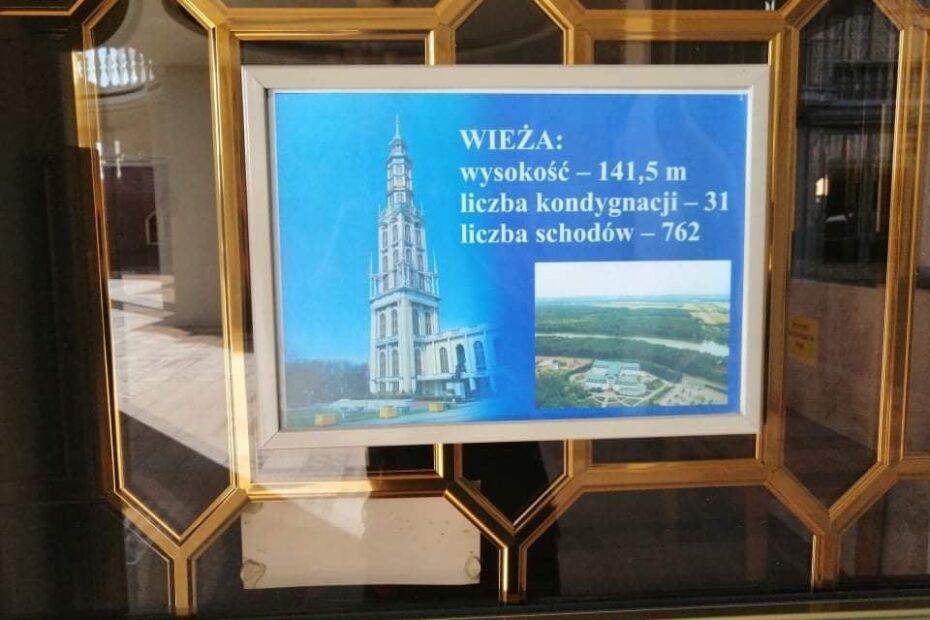 WIEŻA:
wysokość – 141,5 m
liczba kondygnacji – 31
liczba schodów – 762